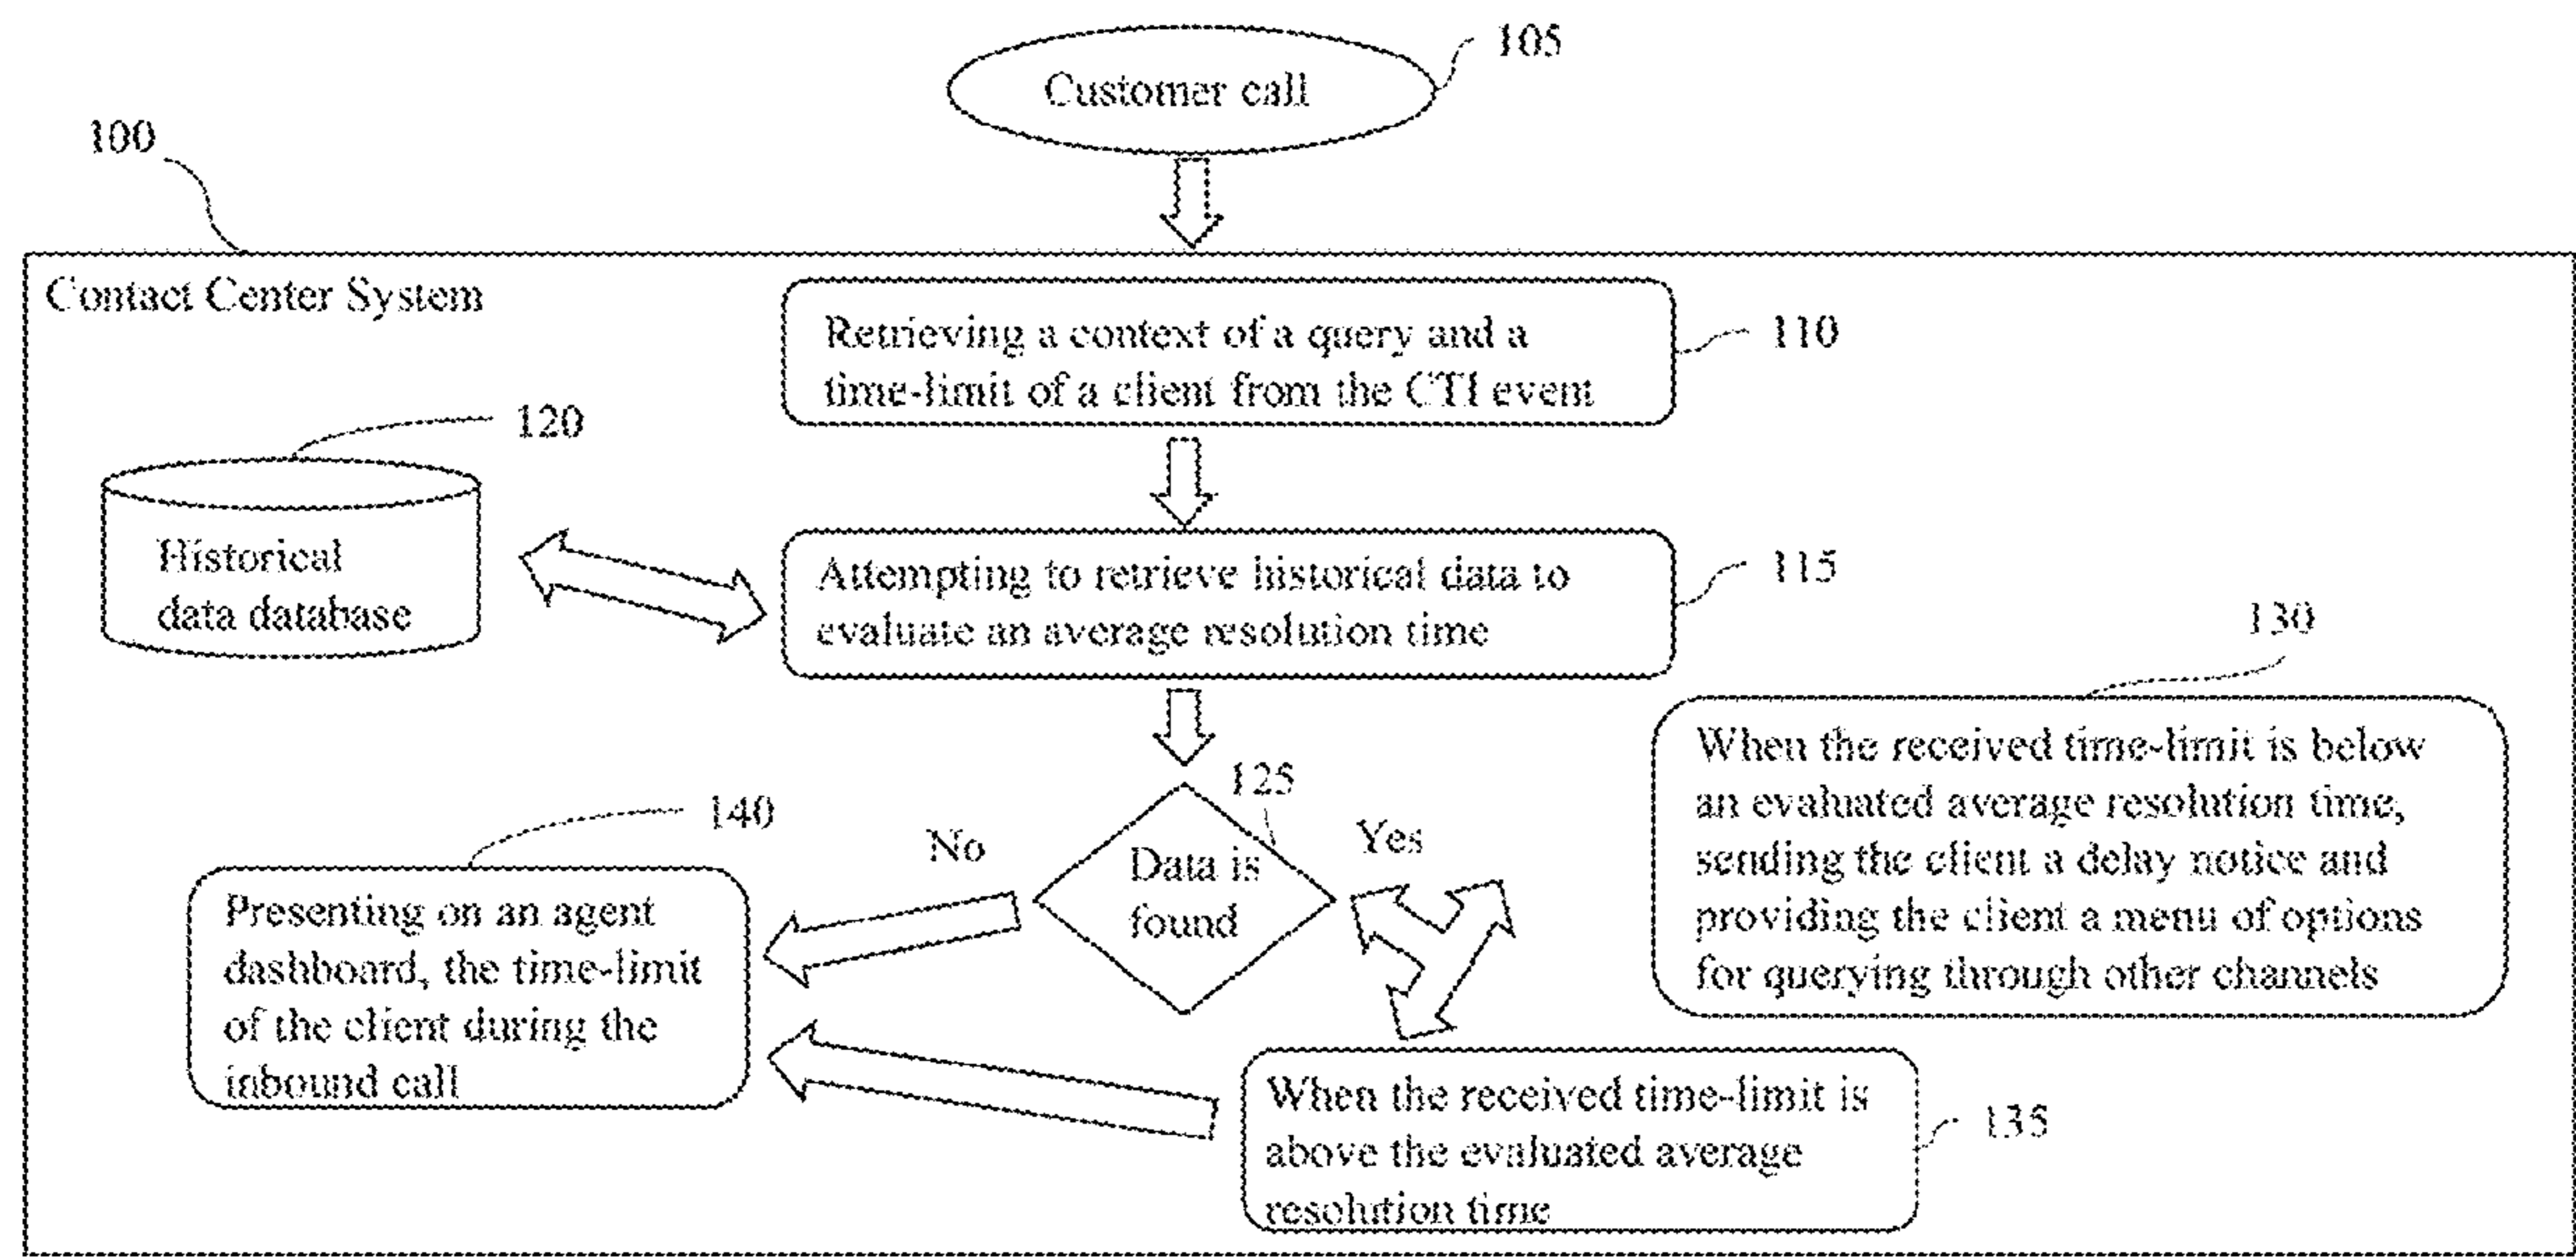 105
Customer call
100
Contact Center System
Retrieving a context of a query and a
time-limit of a client from the CTI event
110
120
Historical
data database
Attempting to retrieve historical data to
evaluate an average resolution time
115
130
When the received time-limit is below
an evaluated average resolution time,
sending the client a delay notice and
providing the client a menu of options
for querying through other channels
125
Data is
found
No
Yes
140
Presenting on an agent
dashboard, the time-limit
of the client during the
inbound call
When the received time-limit is
above the evaluated average
resolution time
135